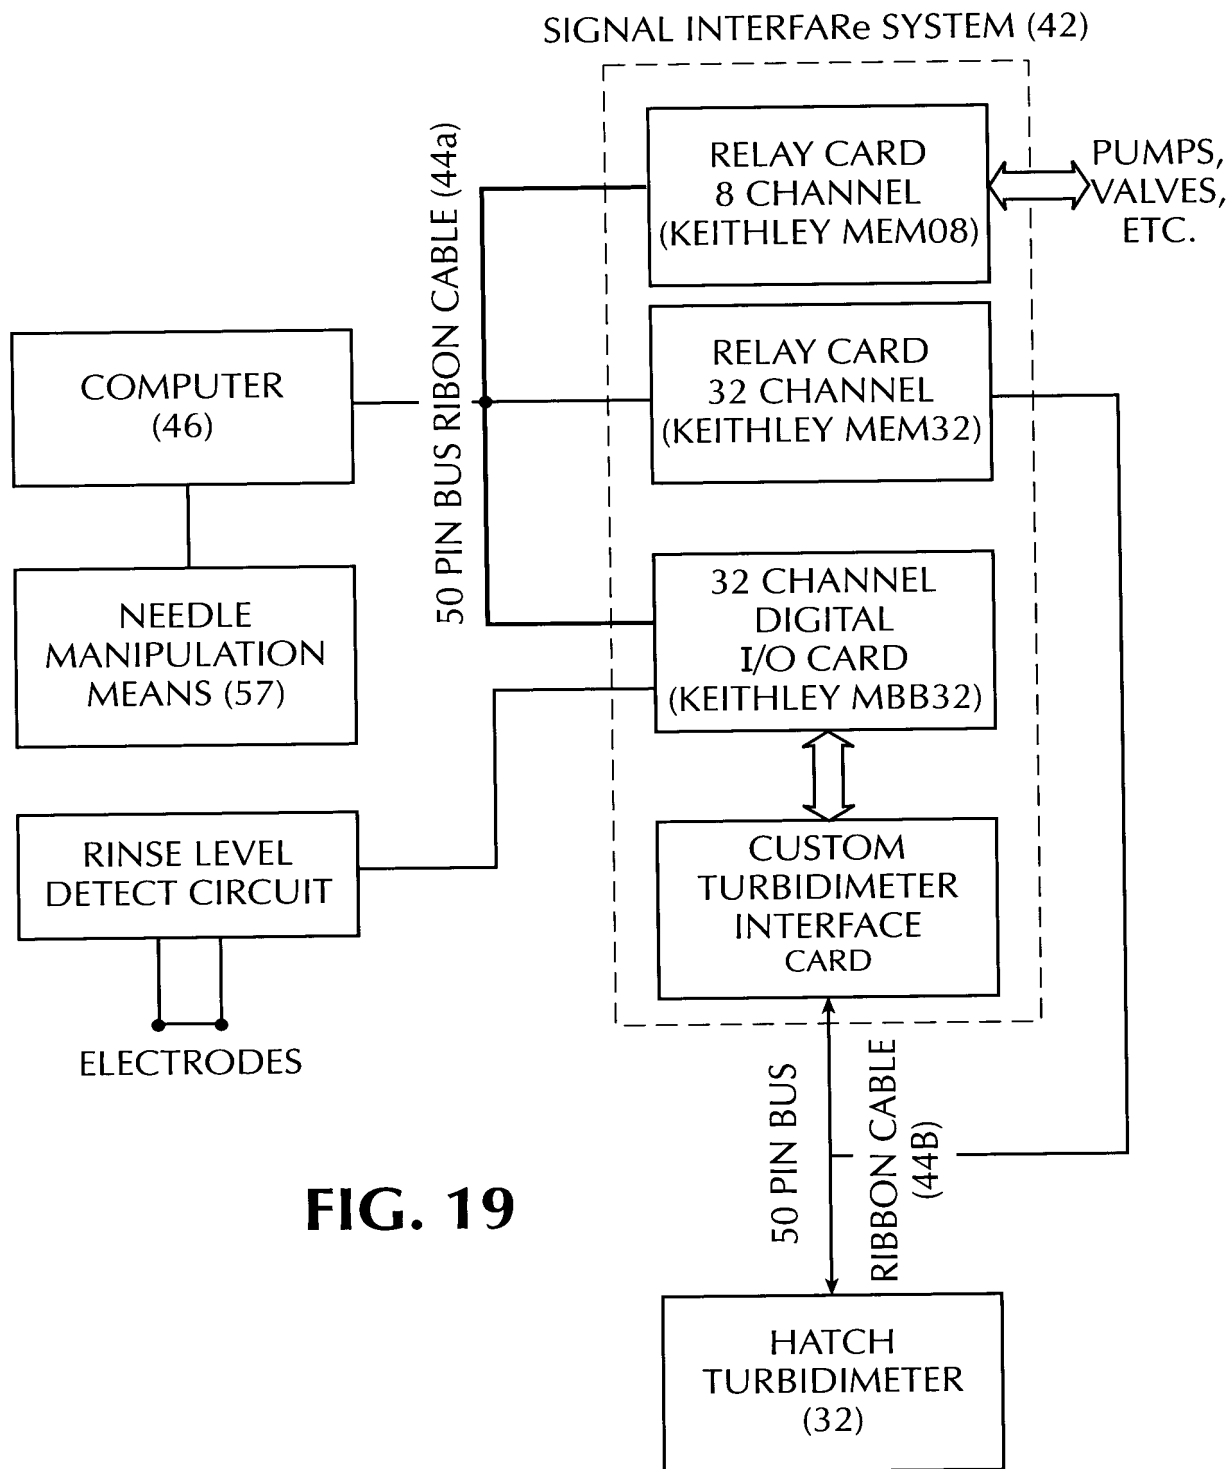 SIGNAL INTERFARe SYSTEM (42)
RELAY CARD
8 CHANNEL
(KEITHLEY MEM08)
PUMPS,
VALVES,
ETC.
50 PIN BUS RIBBON CABLE (44a)
RELAY CARD
32 CHANNEL
(KEITHLEY MEM32)
COMPUTER
(46)
NEEDLE
MANIPULATION
MEANS (57)
32 CHANNEL
DIGITAL
I/O CARD
(KEITHLEY MBB32)
RINSE LEVEL
DETECT CIRCUIT
ELECTRODES
CUSTOM
TURBIDIMETER
INTERFACE
CARD
50 PIN BUS
RIBBON CABLE
(44B)
FIG. 19
HATCH
TURBIDIMETER
(32)